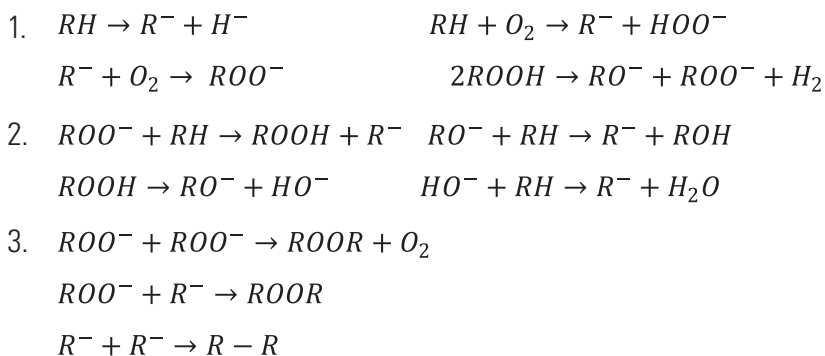 1. RH → R⁻ + H⁻ RH + O₂ → R⁻ + HOO⁻
R⁻ + O₂ → ROO⁻ 2ROOH → RO⁻ + ROO⁻ + H₂
2. ROO⁻ + RH → ROOH + R⁻ RO⁻ + RH → R⁻ + ROH
ROOH → RO⁻ + HO⁻ HO⁻ + RH → R⁻ + H₂O
3. ROO⁻ + ROO⁻ → ROOR + O₂
ROO⁻ + R⁻ → ROOR
R⁻ + R⁻ → R − R